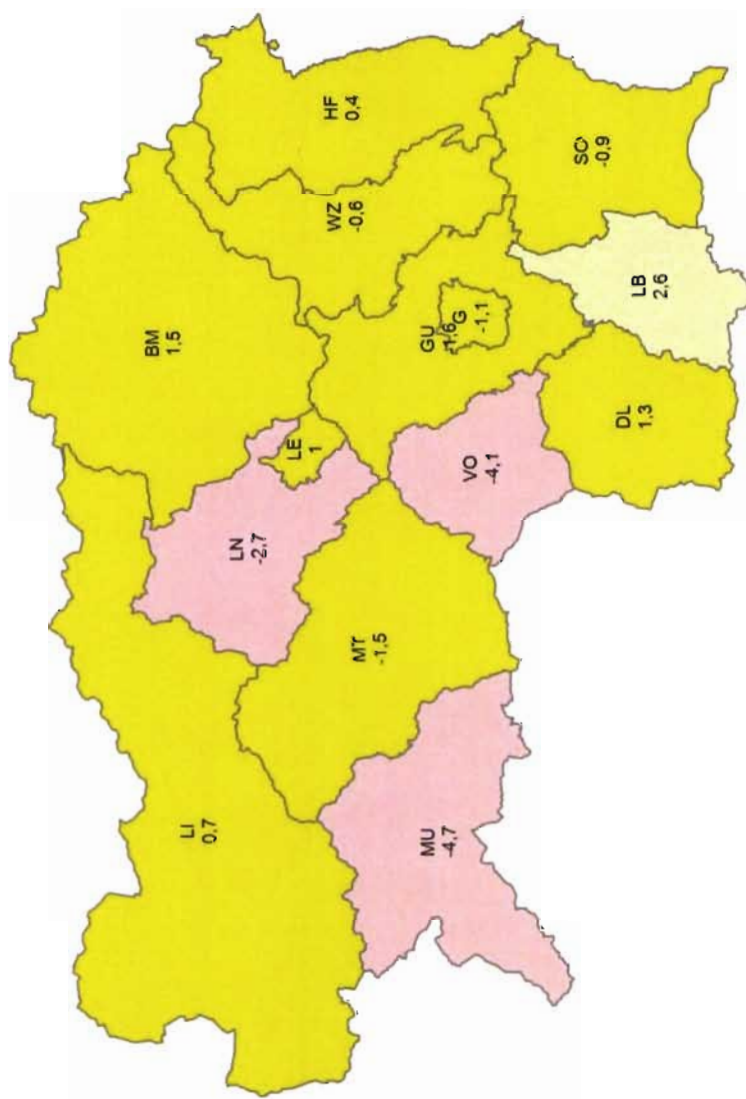 BM
1,5
LI
0,7
LN
-2,7
LE
1
WZ
-0,6
HF
0,4
MT
-1,5
MU
-4,7
GU
-1,6
G
-1,1
VO
-4,1
SO
-0,9
DL
1,3
LB
2,6